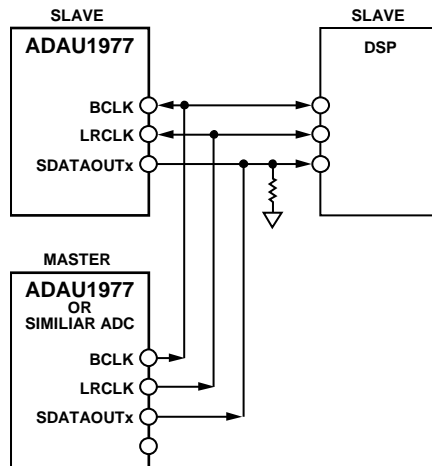 SLAVE
ADAU1977
BCLK
LRCLK
SDATAOUTx
SLAVE
DSP
MASTER
ADAU1977
OR
SIMILIAR ADC
BCLK
LRCLK
SDATAOUTx